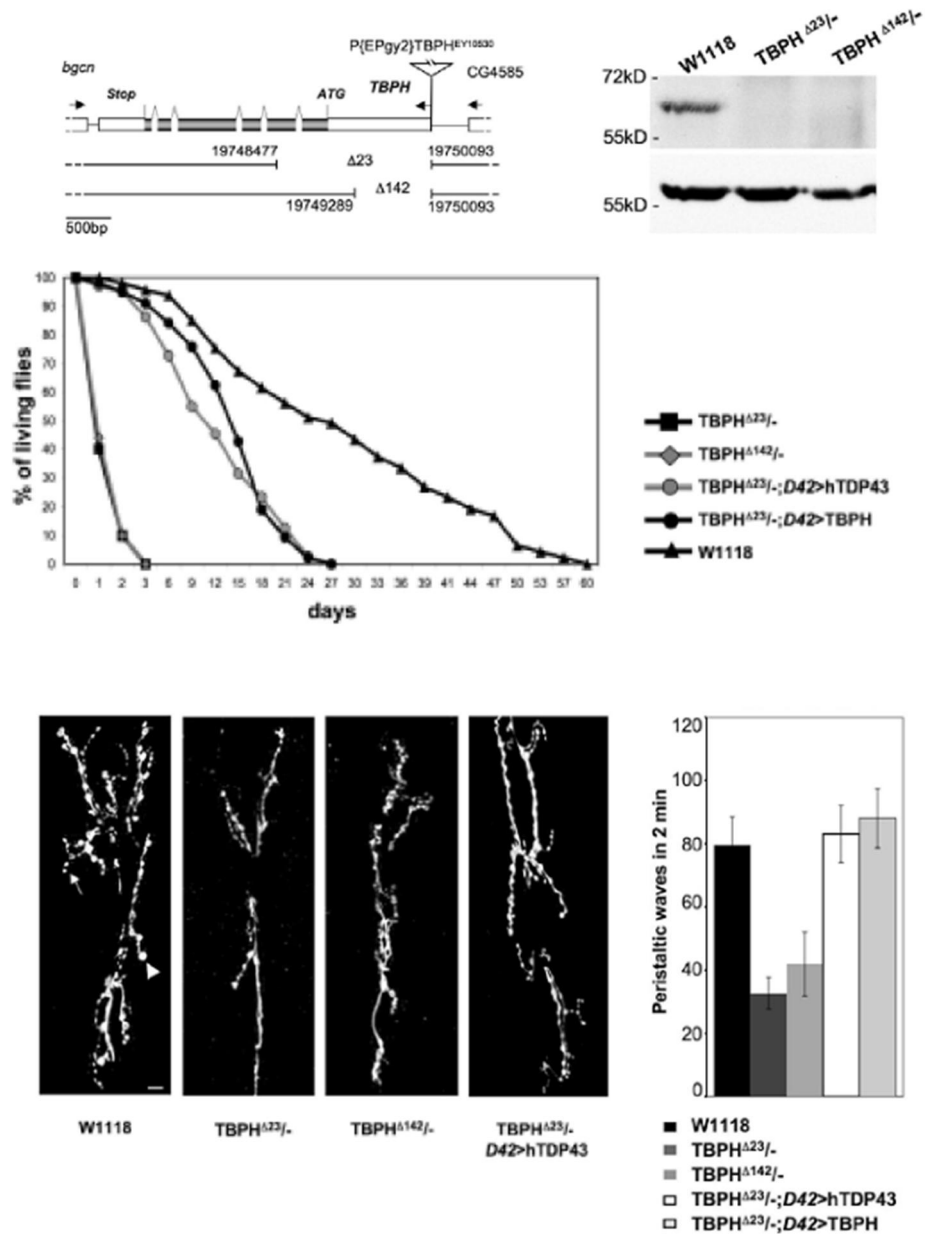 P{EPgy2}TBPHEY10530
bgcn
CG4585
Stop
ATG
TBPH
19748477
Δ23
19750093
Δ142
19749289
19750093
500bp
W1118
TBPH Δ23/-
TBPH Δ142/-
72kD
55kD
55kD
% of living flies
100
90
80
70
60
50
40
30
20
10
0
0 1 2 3 6 9 12 15 18 21 24 27 30 33 36 39 41 44 47 50 53 57 60
days
TBPHΔ23/-
TBPHΔ142/-
TBPHΔ23/-;D42>hTDP43
TBPHΔ23/-;D42>TBPH
W1118
W1118
TBPHΔ23/-
TBPHΔ142/-
TBPHΔ23/-
D42>hTDP43
Peristaltic waves in 2 min
120
100
80
60
40
20
0
W1118
TBPHΔ23/-
TBPHΔ142/-
TBPHΔ23/-;D42>hTDP43
TBPHΔ23/-;D42>TBPH